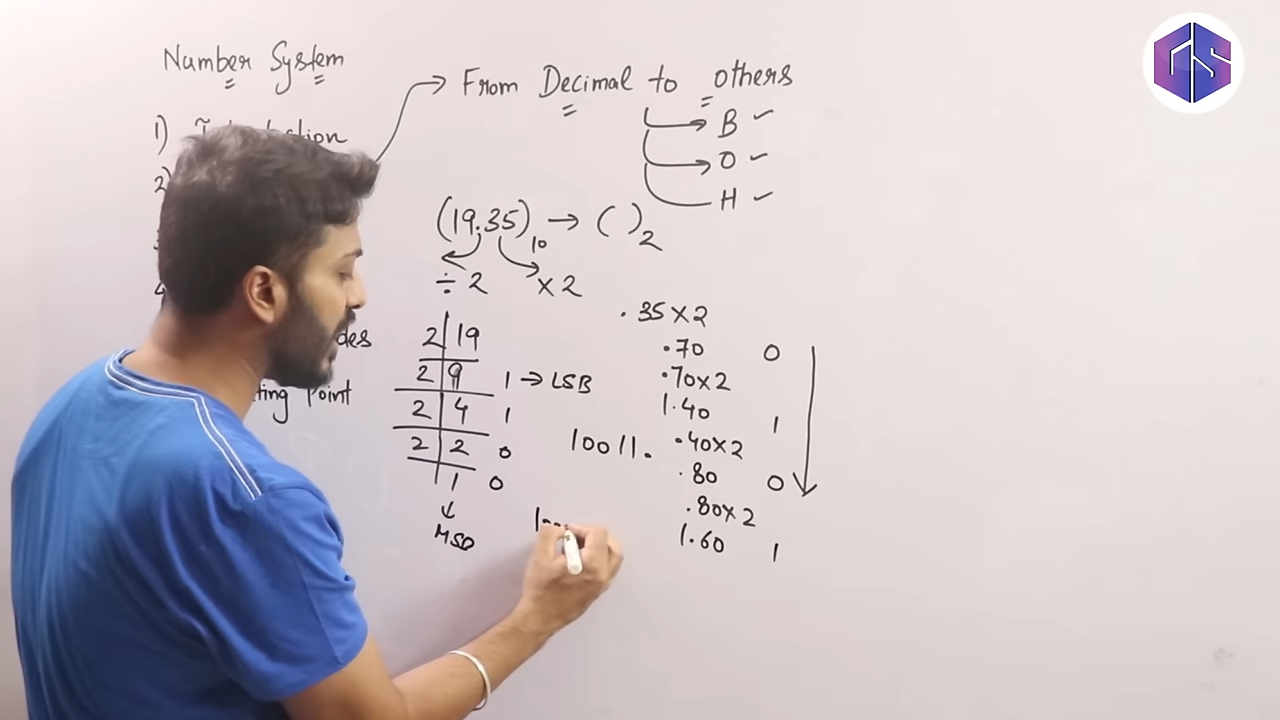 Number System
1)
2)
Point
From Decimal to others
B ✓
O ✓
H ✓
(19.35)10 → ( )2
÷ 2
× 2
2 19
2 9 1 → LSB
2 4 1
2 2 0
1 0
MSB
10011.
.35×2
.70 0
.70×2
1.40 1
.40×2
.80 0
.80×2
1.60 1
GS